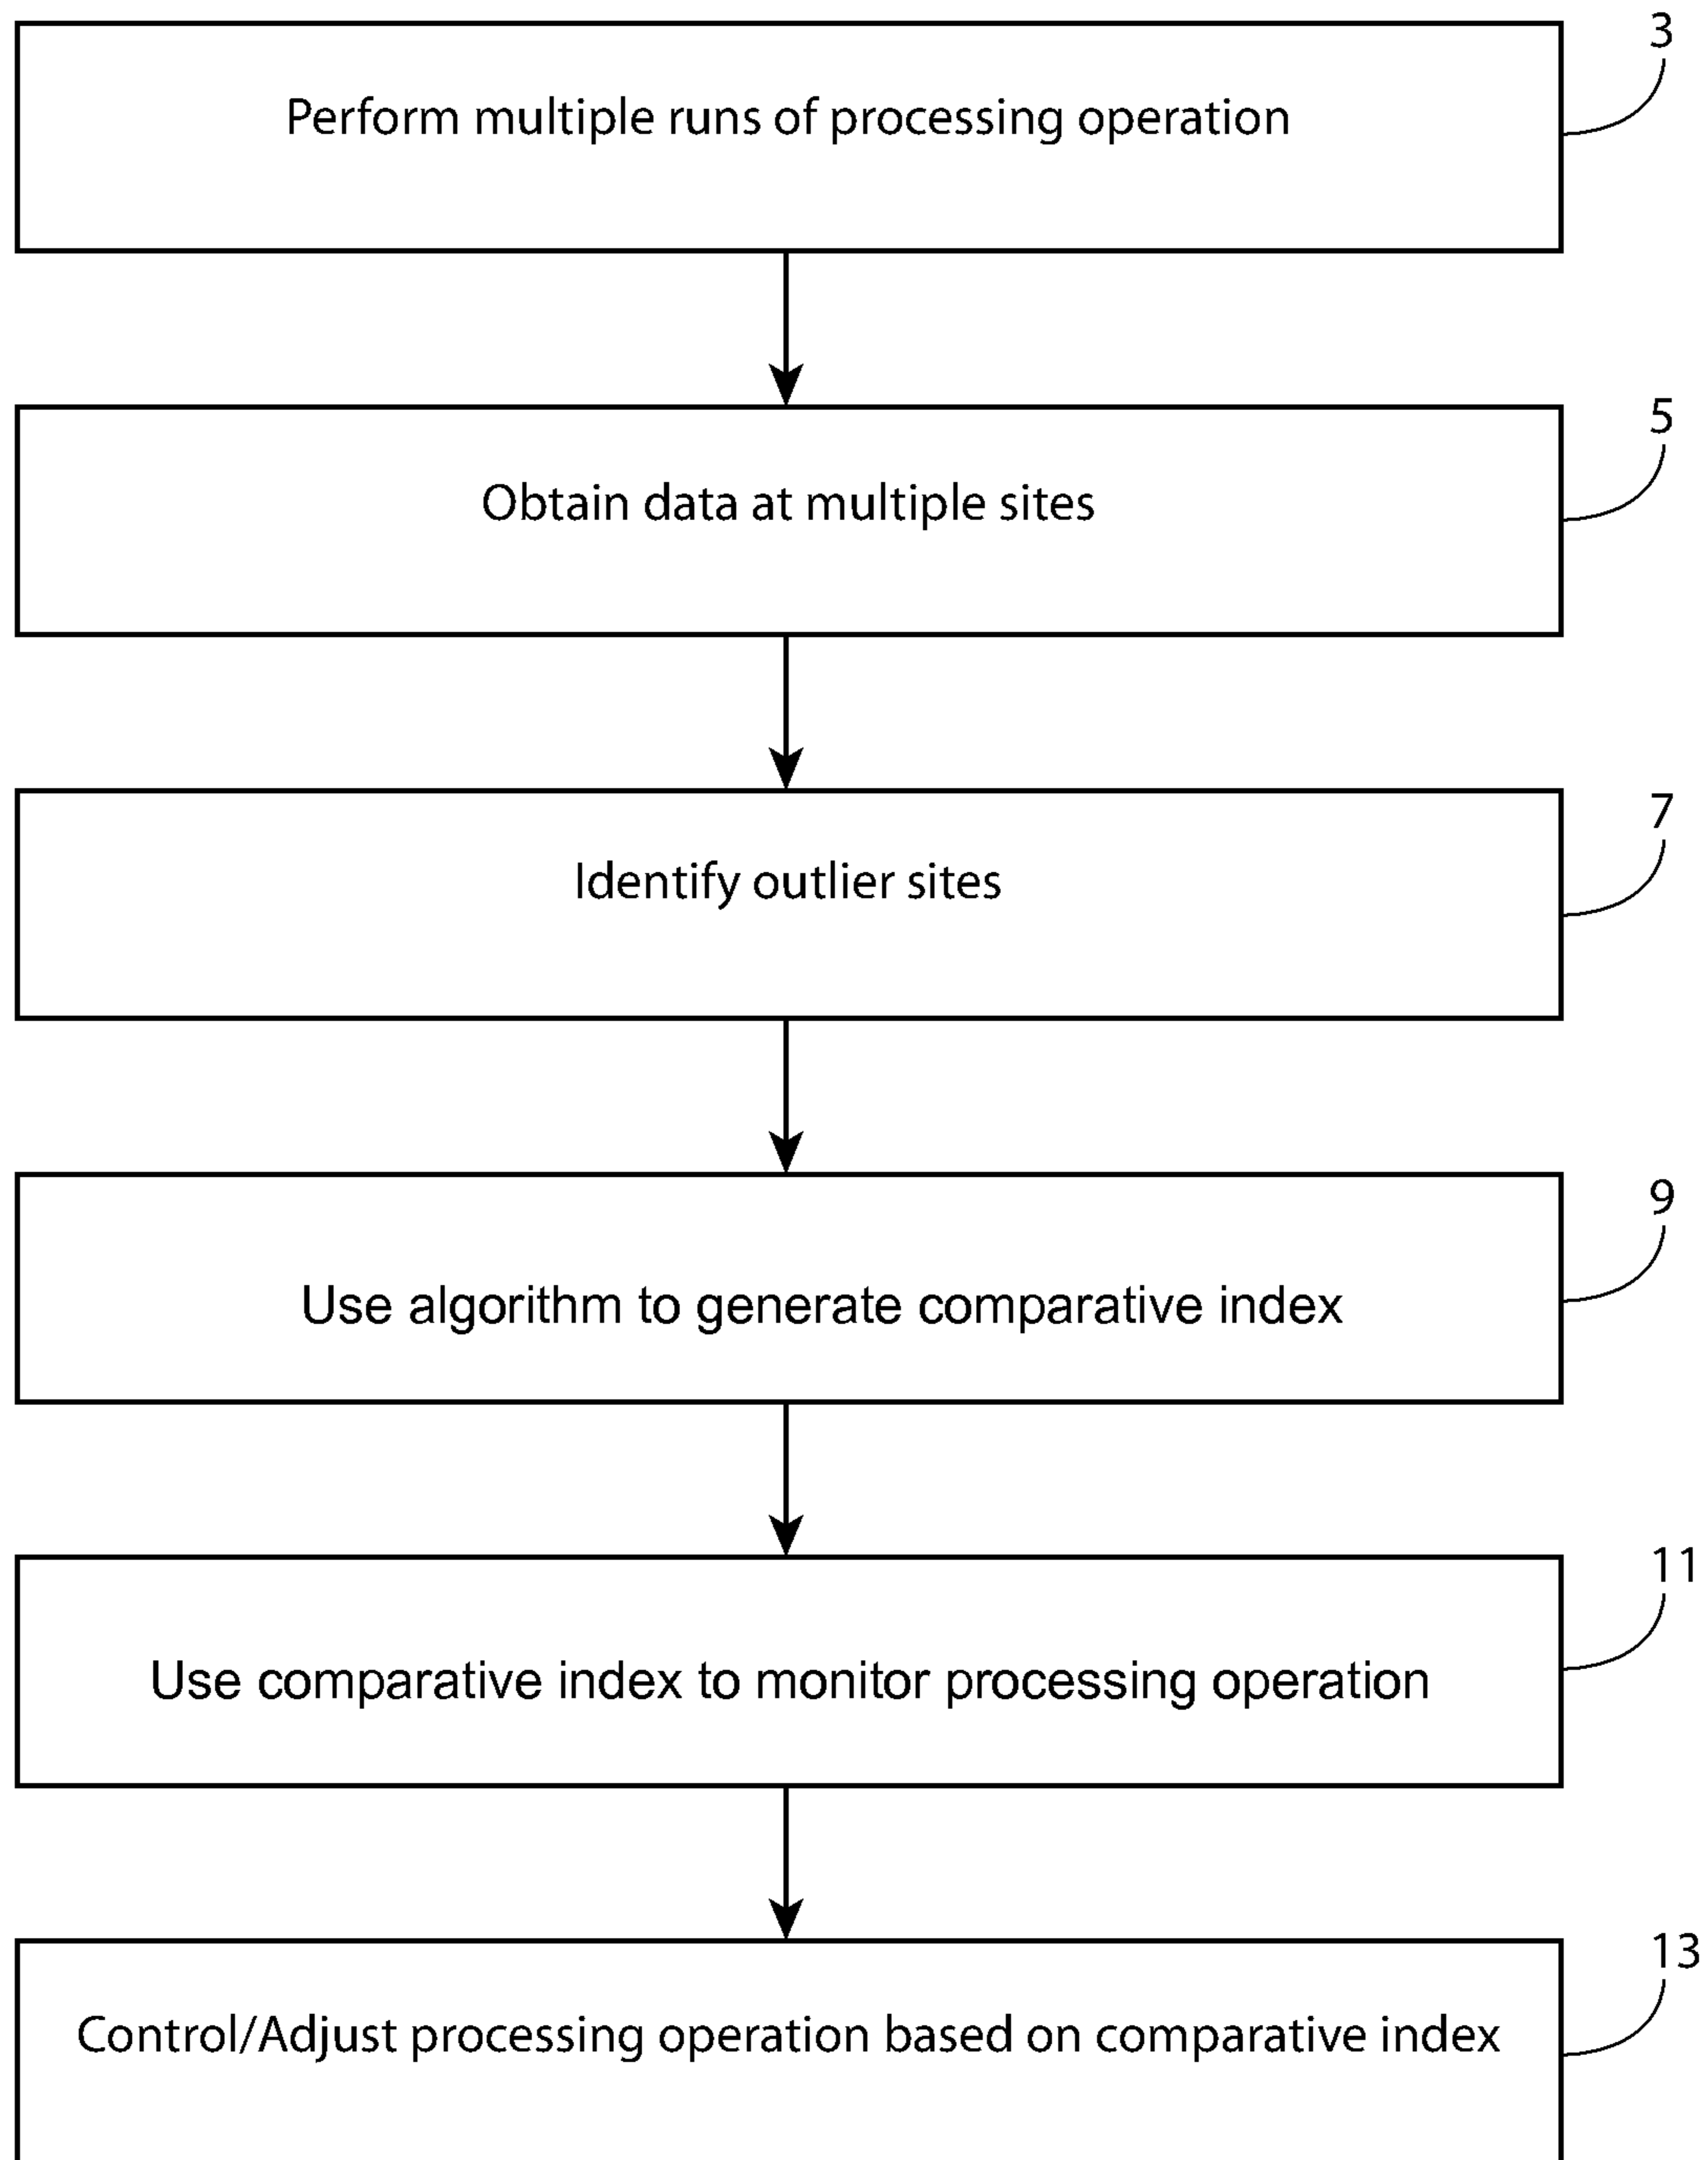 3
Perform multiple runs of processing operation
5
Obtain data at multiple sites
7
Identify outlier sites
9
Use algorithm to generate comparative index
11
Use comparative index to monitor processing operation
13
Control/Adjust processing operation based on comparative index